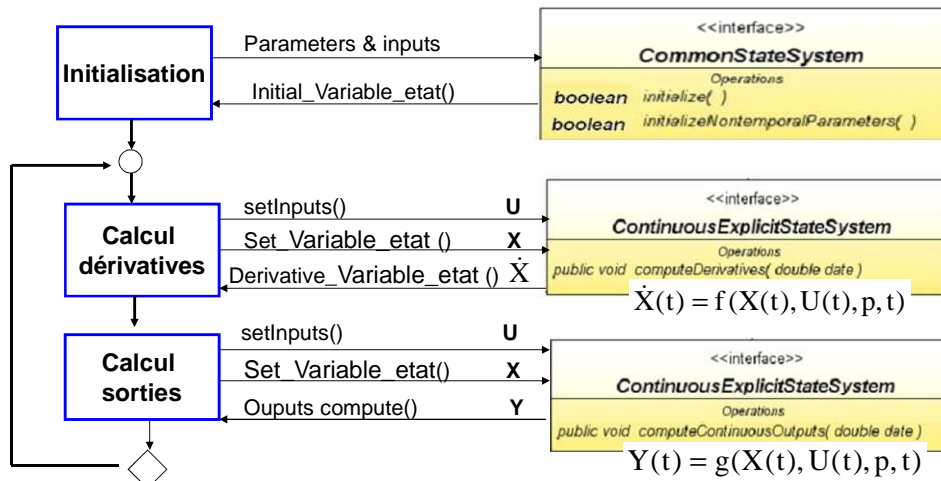 Initialisation
Parameters & inputs
Initial_Variable_etat()
<<interface>>
CommonStateSystem
Operations
boolean initialize( )
boolean initializeNontemporalParameters( )
Calcul
dérivatives
setInputs() U
Set_Variable_etat () X
Derivative_Variable_etat () Ẋ
<<interface>>
ContinuousExplicitStateSystem
Operations
public void computeDerivatives( double date )
Ẋ(t) = f(X(t), U(t), p, t)
Calcul
sorties
setInputs() U
Set_Variable_etat() X
Ouputs compute() Y
<<interface>>
ContinuousExplicitStateSystem
Operations
public void computeContinuousOutputs( double date )
Y(t) = g(X(t), U(t), p, t)